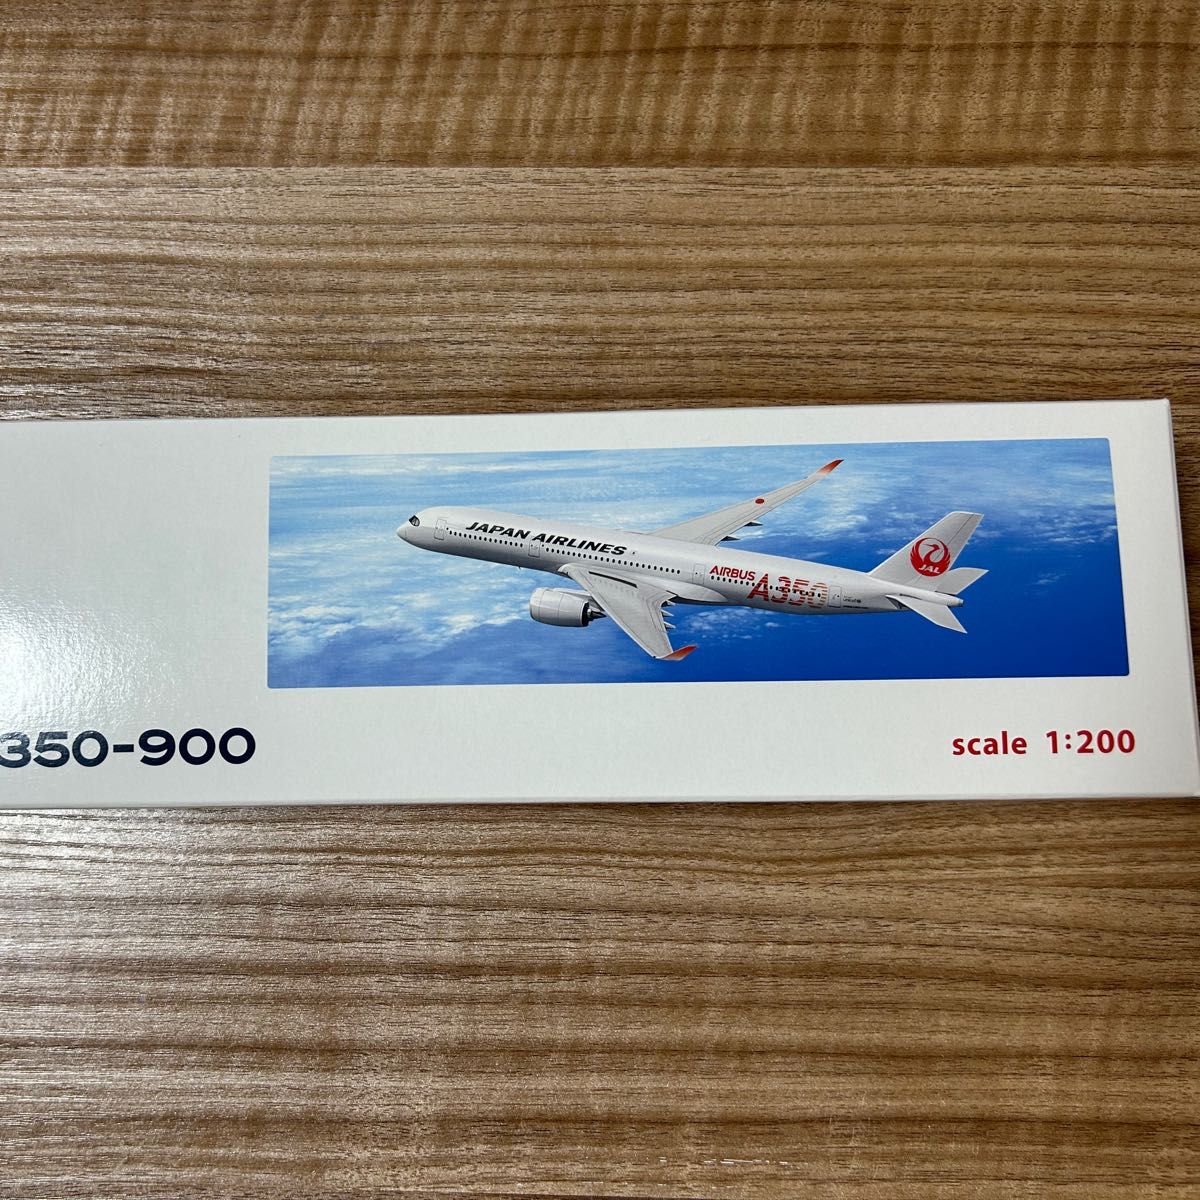 JAPAN AIRLINES
AIRBUS
A350
JAL
350-900
scale 1:200